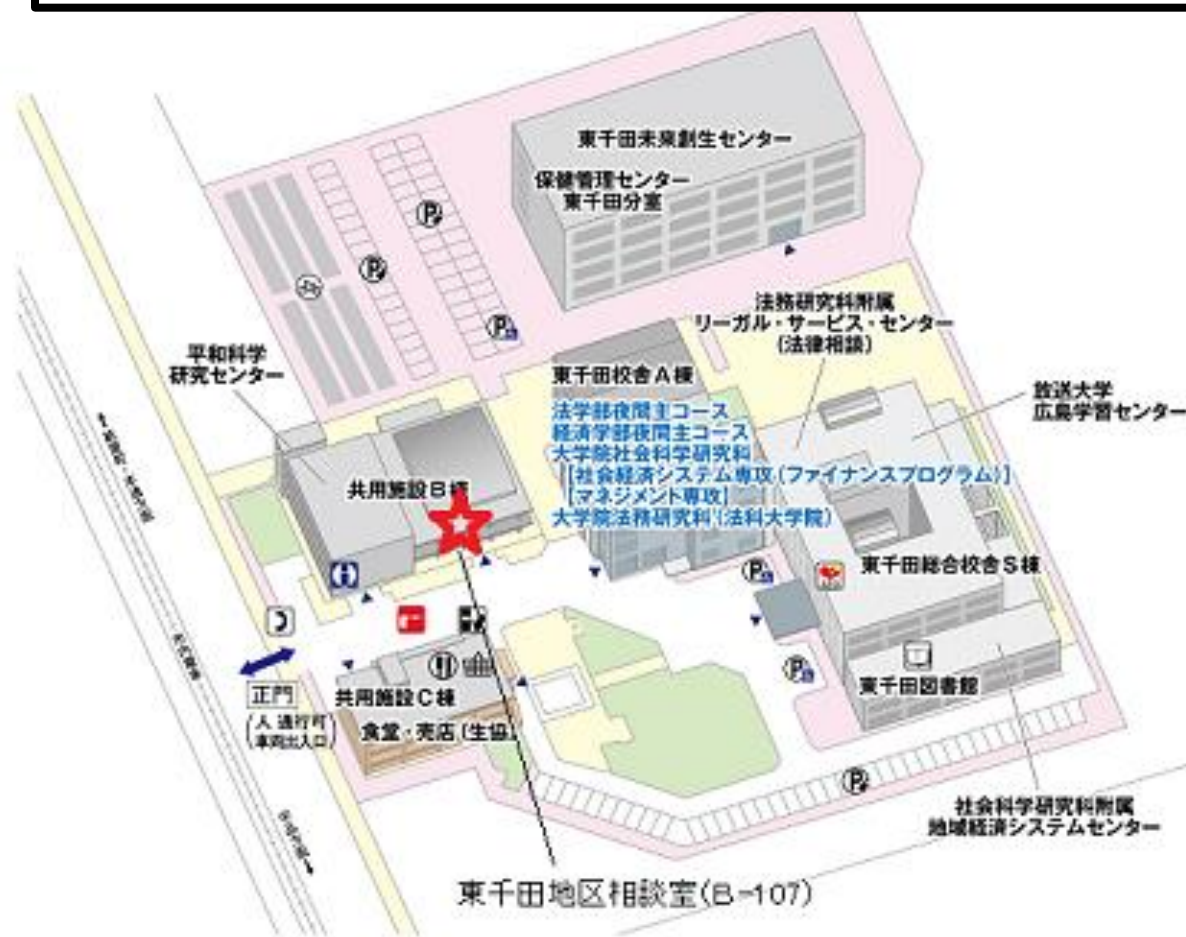 東千田未来創生センター
保健管理センター
東千田分室
法務研究科附属
リーガル・サービス・センター
(法律相談)
平和科学
研究センター
東千田校舎A棟
法学部夜間主コース
経済学部夜間主コース
大学院社会科学研究科
[社会経済システム専攻(ファイナンスプログラム)]
[マネジメント専攻]
大学院法務研究科(法科大学院)
放送大学
広島学習センター
共用施設B棟
東千田総合校舎S棟
東千田図書館
正門
(人 通行可
車両出入口)
共用施設C棟
食堂・売店(生協)
社会科学研究科附属
地域経済システムセンター
東千田地区相談室(B-107)